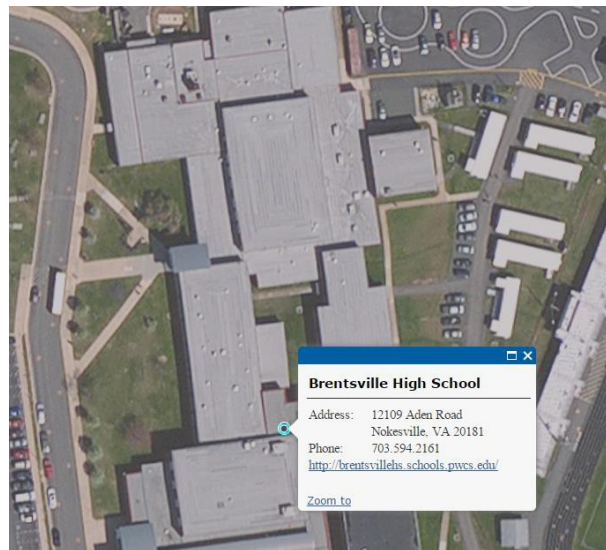 Brentsville High School
Address: 12109 Aden Road
Nokesville, VA 20181
Phone: 703.594.2161
http://brentsvillehs.schools.pwcs.edu/
Zoom to